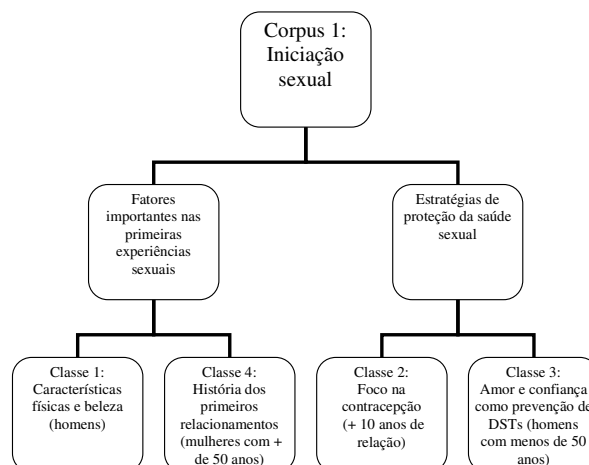 Corpus 1:
Iniciação
sexual
Fatores
importantes nas
primeiras
experiências
sexuais
Estratégias de
proteção da saúde
sexual
Classe 1:
Características
físicas e beleza
(homens)
Classe 4:
História dos
primeiros
relacionamentos
(mulheres com +
de 50 anos)
Classe 2:
Foco na
contracepção
(+ 10 anos de
relação)
Classe 3:
Amor e confiança
como prevenção de
DSTs (homens
com menos de 50
anos)